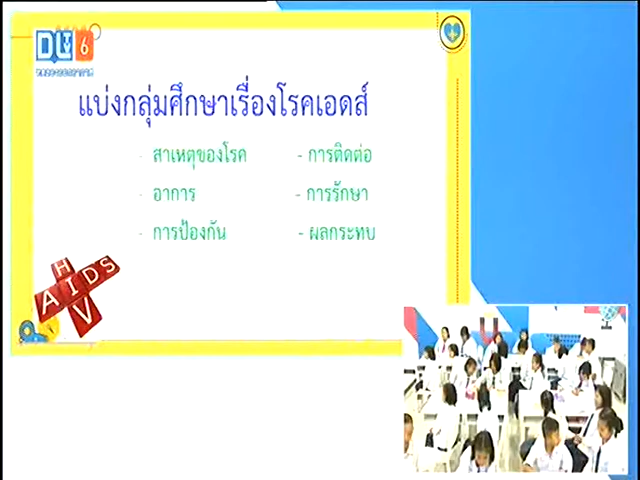 DLTV 6
แบ่งกลุ่มศึกษาเรื่องโรคเอดส์
- สาเหตุของโรค - การติดต่อ
- อาการ - การรักษา
- การป้องกัน - ผลกระทบ
HIV
AIDS